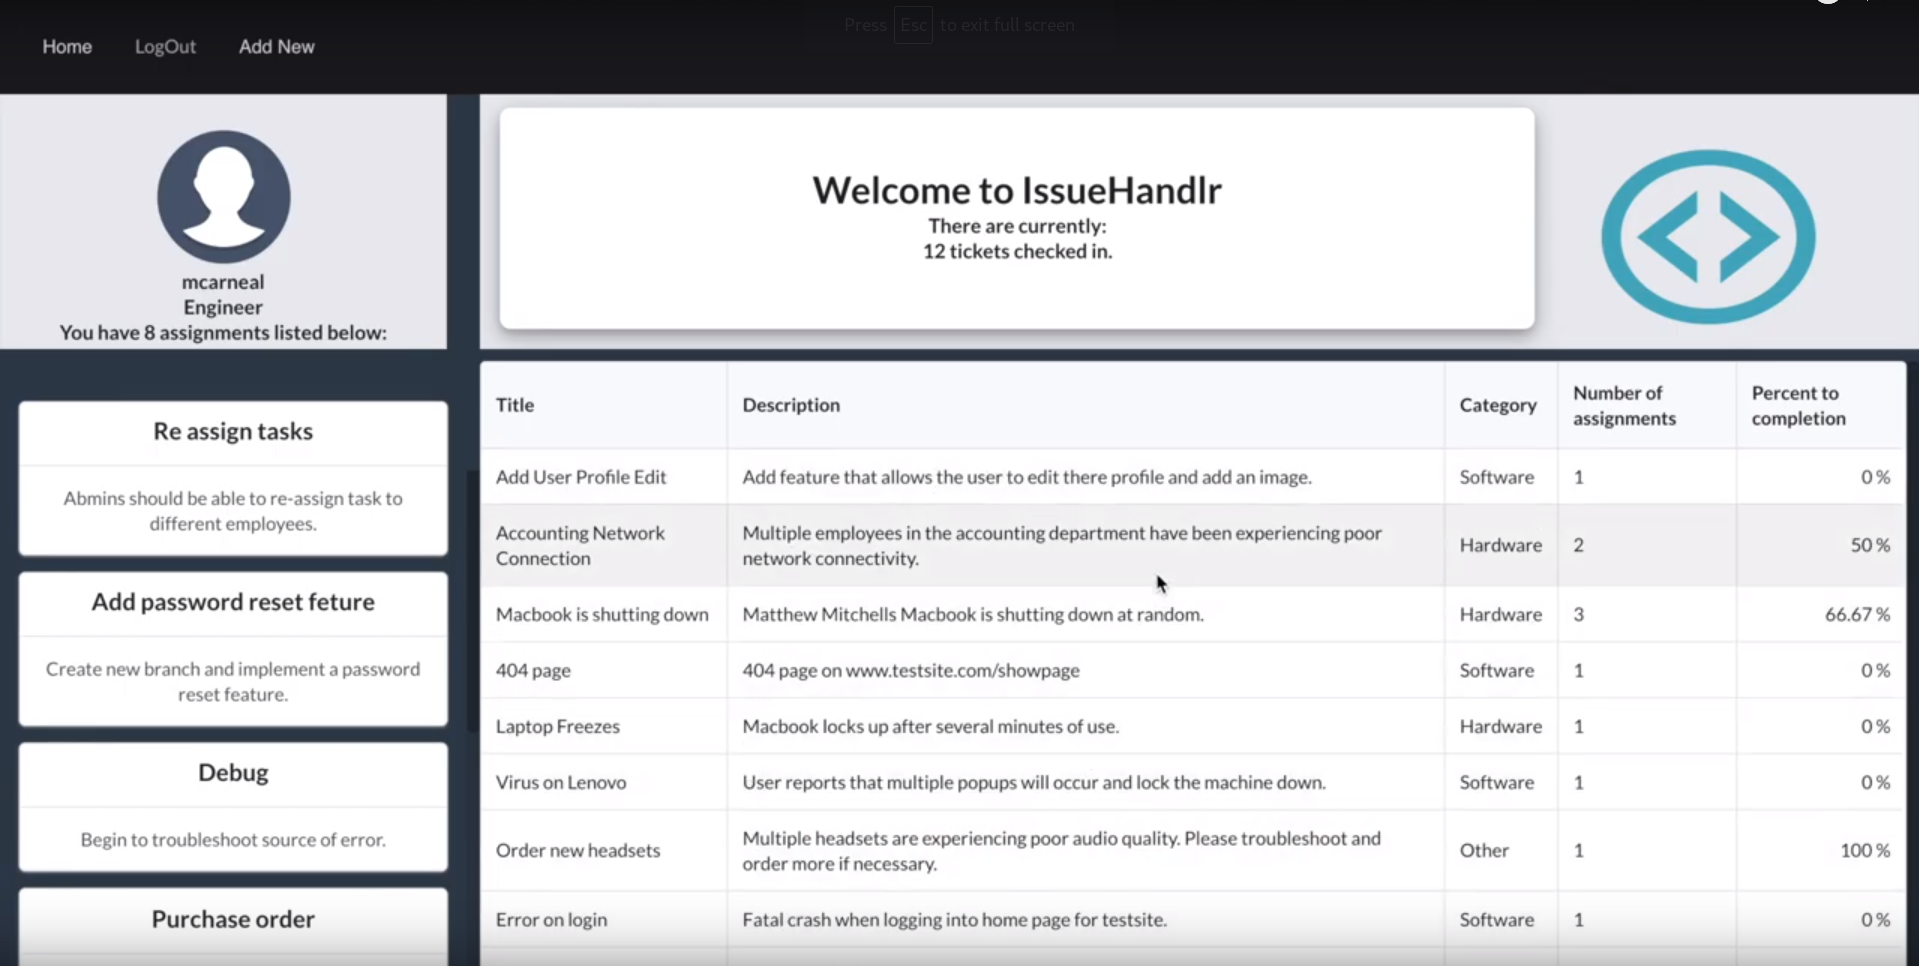 Press Esc to exit full screen
Home LogOut Add New
mcarneal
Engineer
You have 8 assignments listed below:
Welcome to IssueHandlr
There are currently:
12 tickets checked in.
Re assign tasks
Abmins should be able to re-assign task to
different employees.
Add password reset feture
Create new branch and implement a password
reset feature.
Debug
Begin to troubleshoot source of error.
Purchase order
Title Description Category Number of assignments Percent to completion
Add User Profile Edit Add feature that allows the user to edit there profile and add an image. Software 1 0 %
Accounting Network Connection Multiple employees in the accounting department have been experiencing poor network connectivity. Hardware 2 50 %
Macbook is shutting down Matthew Mitchells Macbook is shutting down at random. Hardware 3 66.67 %
404 page 404 page on www.testsite.com/showpage Software 1 0 %
Laptop Freezes Macbook locks up after several minutes of use. Hardware 1 0 %
Virus on Lenovo User reports that multiple popups will occur and lock the machine down. Software 1 0 %
Order new headsets Multiple headsets are experiencing poor audio quality. Please troubleshoot and order more if necessary. Other 1 100 %
Error on login Fatal crash when logging into home page for testsite. Software 1 0 %